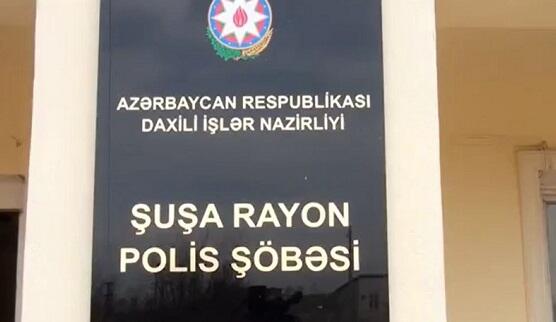 AZƏRBAYCAN RESPUBLİKASI
DAXİLİ İŞLƏR NAZİRLİYİ
ŞUŞA RAYON
POLİS ŞÖBƏSİ